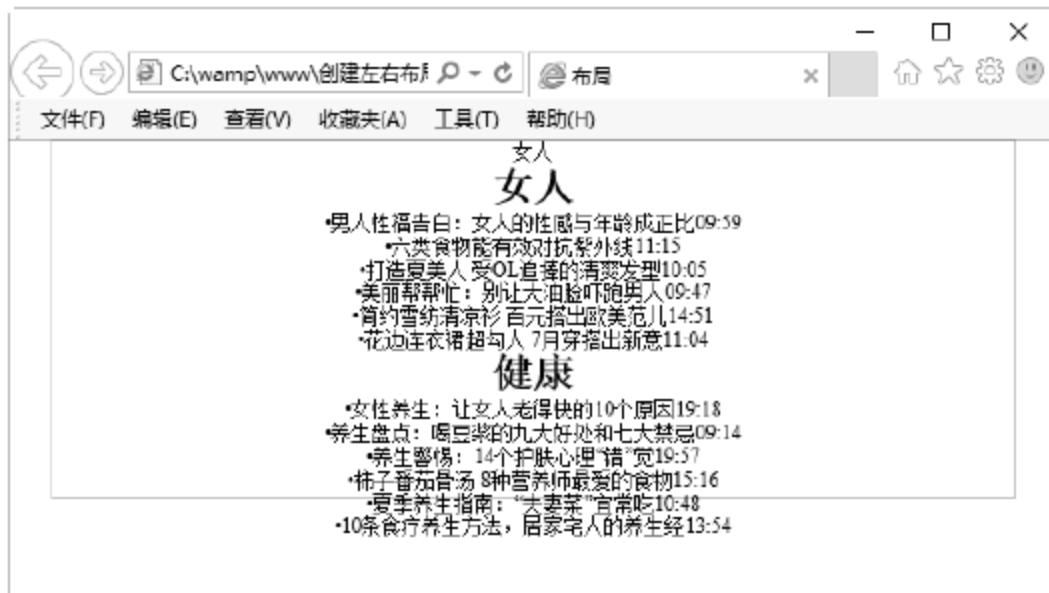 C:\wamp\www\创建左右布局
布局
文件(F) 编辑(E) 查看(V) 收藏夹(A) 工具(T) 帮助(H)
女人
女人
•男人性福告白：女人的性感与年龄成正比09:59
•六类食物能有效对抗紫外线11:15
•打造夏美人 受OL追捧的清爽发型10:05
•美丽帮帮忙：别让大油脸吓跑男人09:47
•简约雪纺清凉衫 百元搭出欧美范儿14:51
•花边连衣裙超勾人 7月穿搭出新意11:04
健康
•女性养生：让女人老得快的10个原因19:18
•养生盘点：喝豆浆的九大好处和七大禁忌09:14
•养生警惕：14个护肤心理“错”觉19:57
•柿子番茄骨汤 8种营养师最爱的食物15:16
•夏季养生指南：“夫妻菜”宜常吃10:48
•10条食疗养生方法，居家宅人的养生经13:54